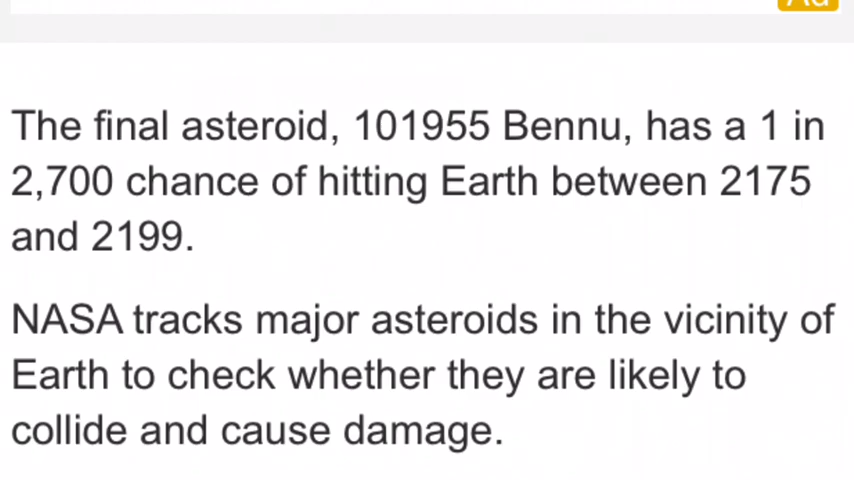 Ad
The final asteroid, 101955 Bennu, has a 1 in
2,700 chance of hitting Earth between 2175
and 2199.
NASA tracks major asteroids in the vicinity of
Earth to check whether they are likely to
collide and cause damage.